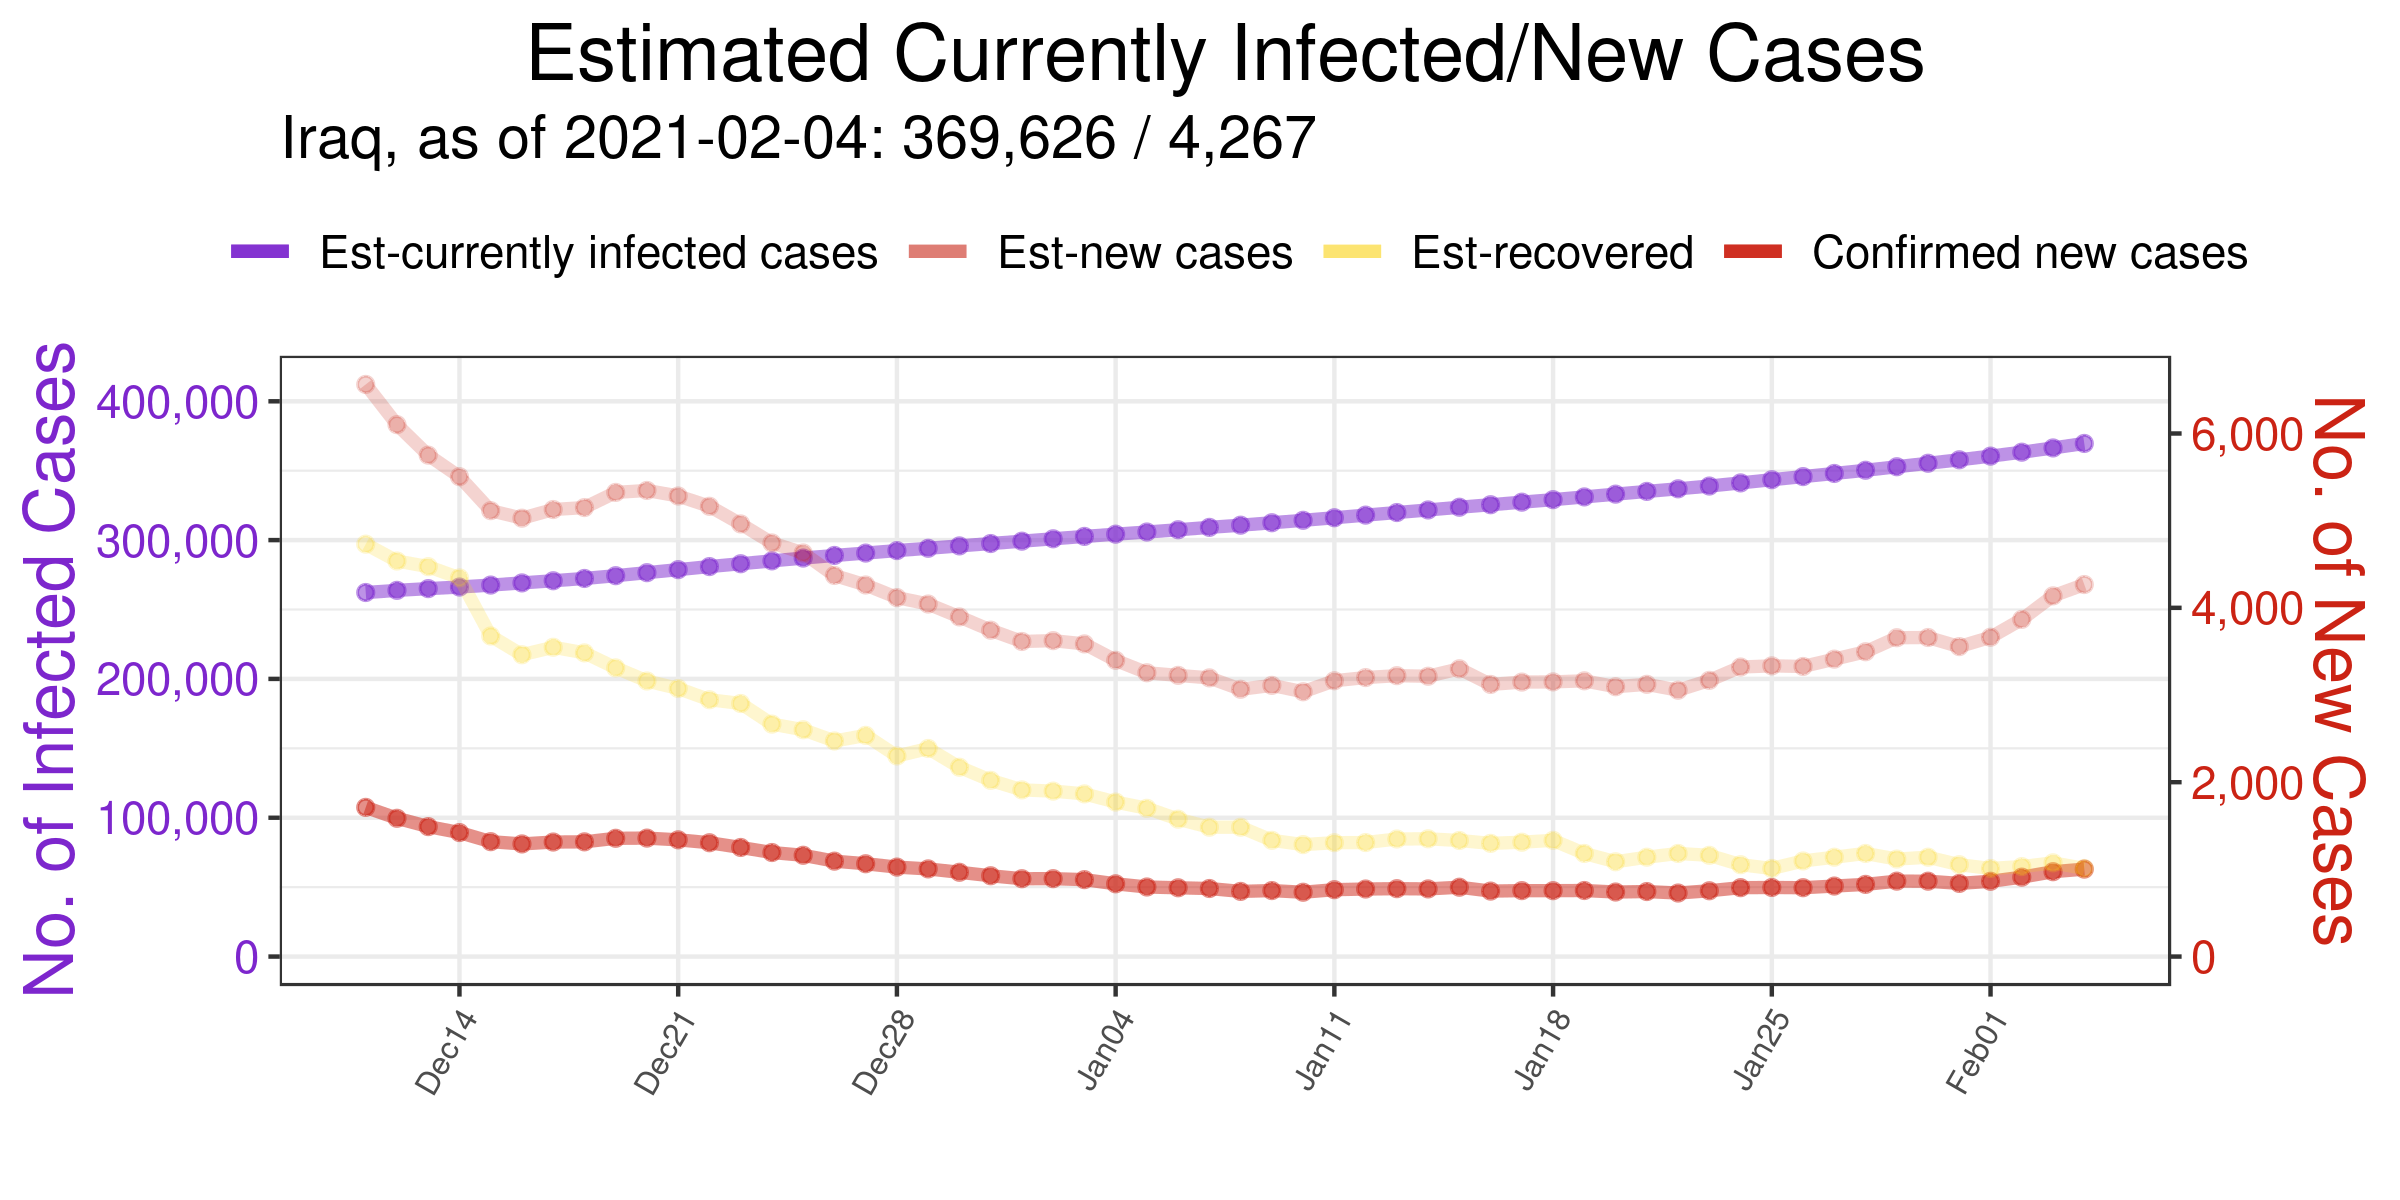 Estimated Currently Infected/New Cases
Iraq, as of 2021-02-04: 369,626 / 4,267
Est-currently infected cases
Est-new cases
Est-recovered
Confirmed new cases
No. of Infected Cases
400,000
300,000
200,000
100,000
0
6,000
4,000
2,000
0
No. of New Cases
Dec14
Dec21
Dec28
Jan04
Jan11
Jan18
Jan25
Feb01